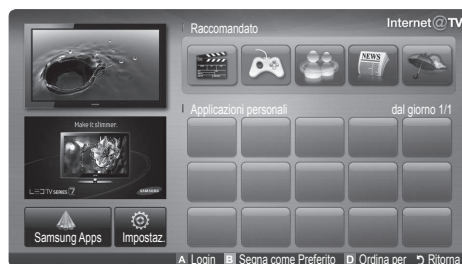 Internet@TV
Raccomandato
NEWS
Make it slimmer.
LED TV SERIES 7
SAMSUNG
Applicazioni personali dal giorno 1/1
Samsung Apps Impostaz.
A Login B Segna come Preferito D Ordina per Ritorna